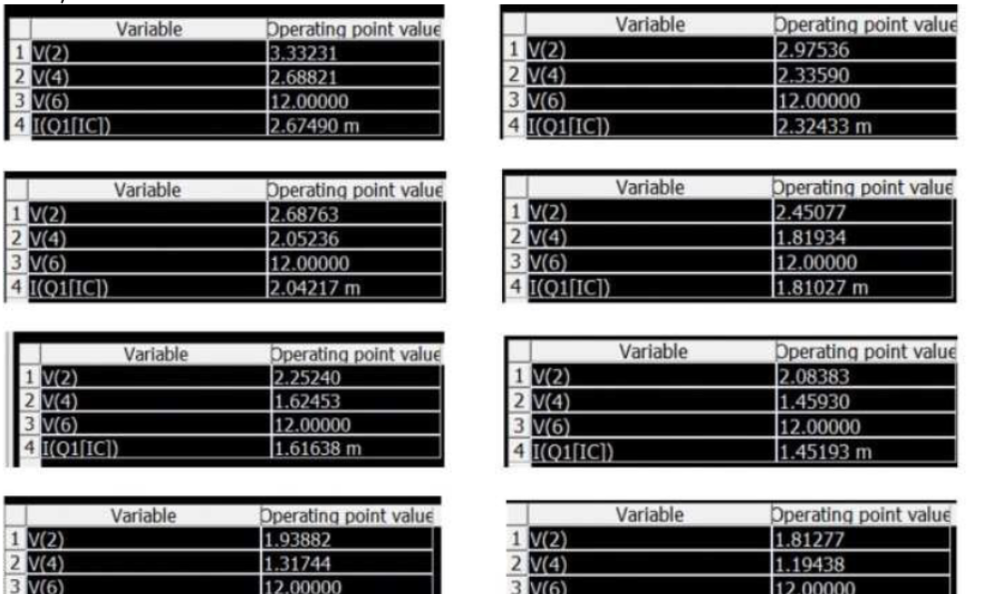 Variable Operating point value
1 V(2) 3.33231
2 V(4) 2.68821
3 V(6) 12.00000
4 I(Q1[IC]) 2.67490 m
Variable Operating point value
1 V(2) 2.97536
2 V(4) 2.33590
3 V(6) 12.00000
4 I(Q1[IC]) 2.32433 m
Variable Operating point value
1 V(2) 2.68763
2 V(4) 2.05236
3 V(6) 12.00000
4 I(Q1[IC]) 2.04217 m
Variable Operating point value
1 V(2) 2.45077
2 V(4) 1.81934
3 V(6) 12.00000
4 I(Q1[IC]) 1.81027 m
Variable Operating point value
1 V(2) 2.25240
2 V(4) 1.62453
3 V(6) 12.00000
4 I(Q1[IC]) 1.61638 m
Variable Operating point value
1 V(2) 2.08383
2 V(4) 1.45930
3 V(6) 12.00000
4 I(Q1[IC]) 1.45193 m
Variable Operating point value
1 V(2) 1.93882
2 V(4) 1.31744
3 V(6) 12.00000
Variable Operating point value
1 V(2) 1.81277
2 V(4) 1.19438
3 V(6) 12.00000